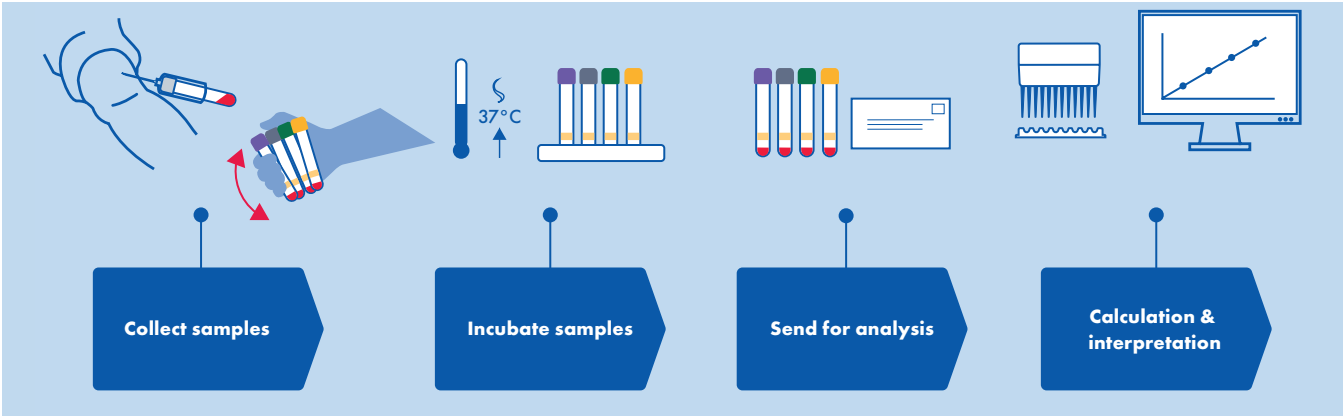 37°C
Collect samples
Incubate samples
Send for analysis
Calculation &
interpretation